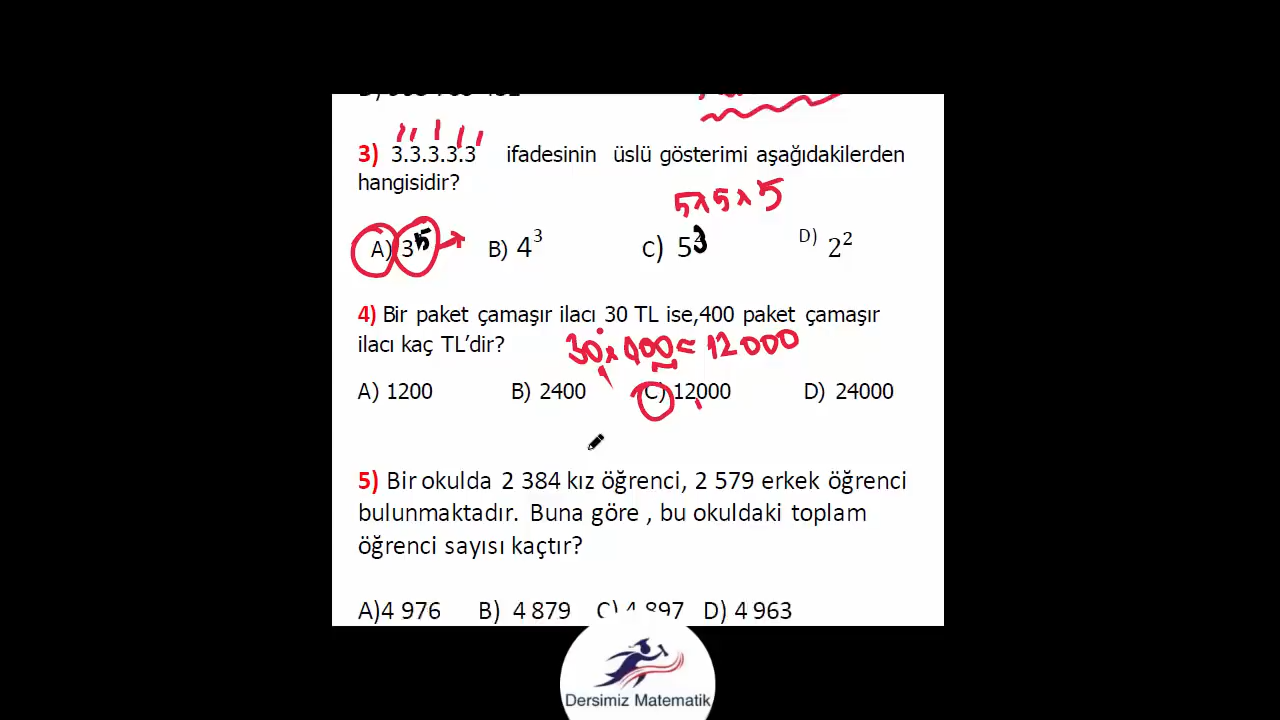 3) 3.3.3.3.3 ifadesinin üslü gösterimi aşağıdakilerden
hangisidir?
5x5x5
A) 3⁵ B) 4³ C) 5³ D) 2²
4) Bir paket çamaşır ilacı 30 TL ise,400 paket çamaşır
ilacı kaç TL’dir?
30x400=12000
A) 1200 B) 2400 C) 12000 D) 24000
5) Bir okulda 2 384 kız öğrenci, 2 579 erkek öğrenci
bulunmaktadır. Buna göre , bu okuldaki toplam
öğrenci sayısı kaçtır?
A)4 976 B) 4 879 C) 4 897 D) 4 963
Dersimiz Matematik